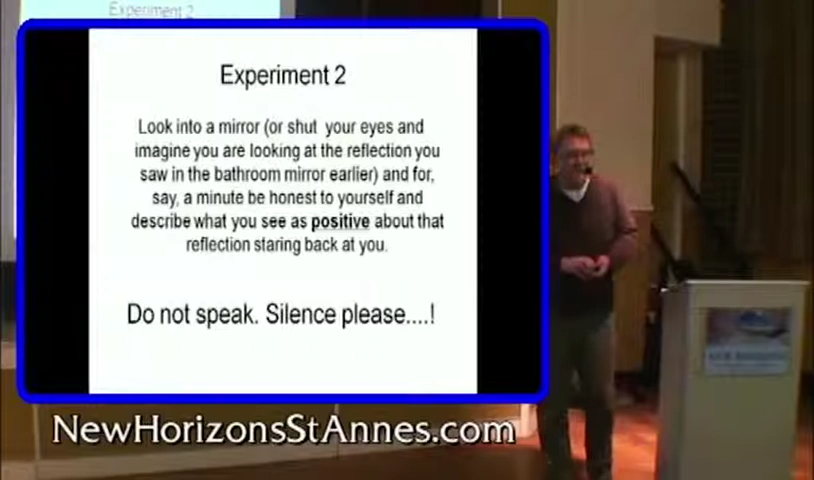 Experiment 2
Experiment 2
Look into a mirror (or shut your eyes and
imagine you are looking at the reflection you
saw in the bathroom mirror earlier) and for,
say, a minute be honest to yourself and
describe what you see as positive about that
reflection staring back at you.
Do not speak. Silence please....!
NewHorizonsStAnnes.com